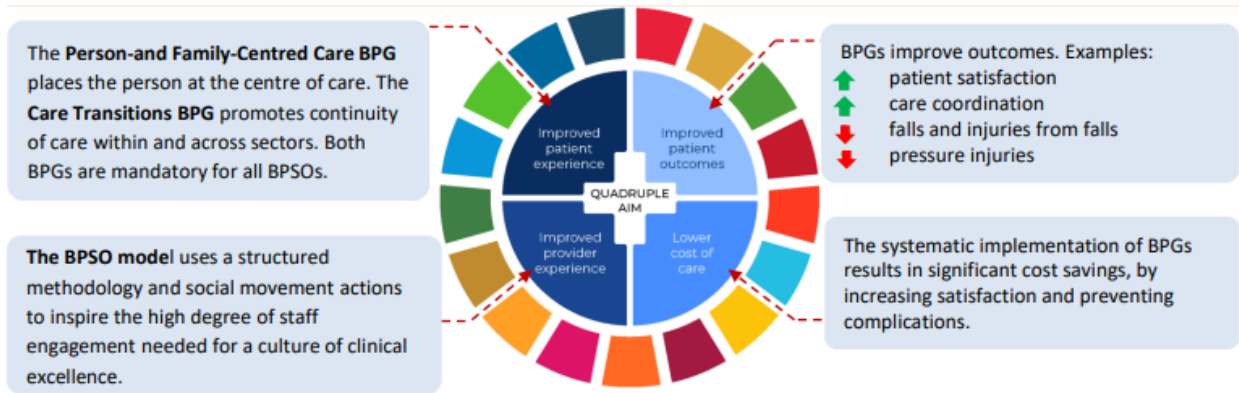 The Person-and Family-Centred Care BPG
places the person at the centre of care. The
Care Transitions BPG promotes continuity
of care within and across sectors. Both
BPGs are mandatory for all BPSOs.
The BPSO model uses a structured
methodology and social movement actions
to inspire the high degree of staff
engagement needed for a culture of clinical
excellence.
Improved
patient
experience
Improved
patient
outcomes
QUADRUPLE
AIM
Improved
provider
experience
Lower
cost of
care
BPGs improve outcomes. Examples:
patient satisfaction
care coordination
falls and injuries from falls
pressure injuries
The systematic implementation of BPGs
results in significant cost savings, by
increasing satisfaction and preventing
complications.